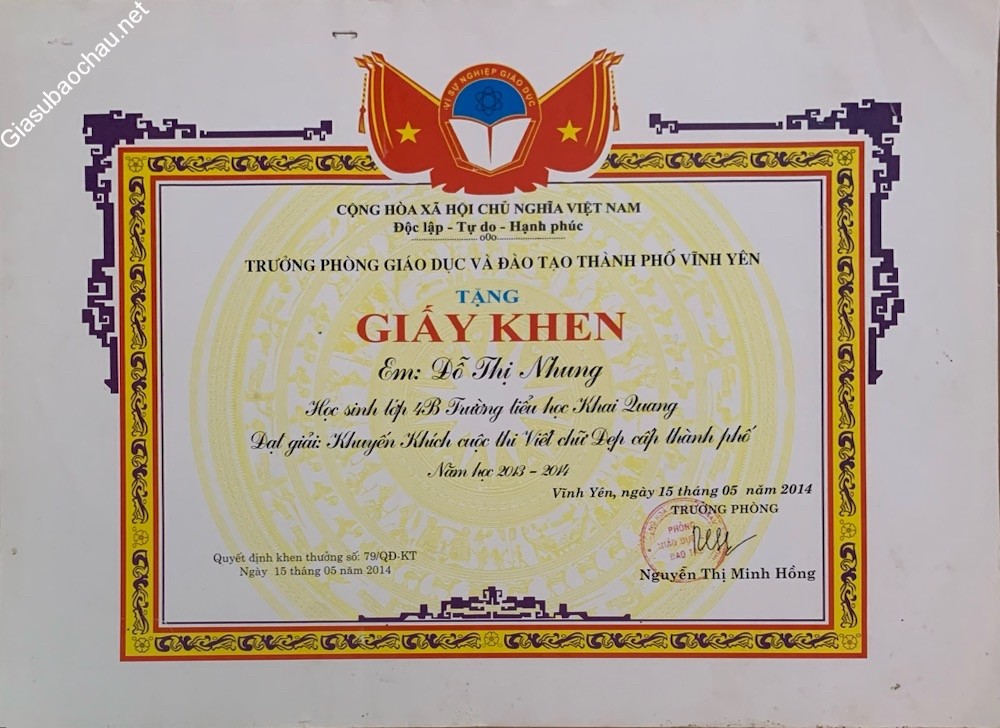 Giasubaochau.net
VÌ SỰ NGHIỆP GIÁO DỤC
CỘNG HÒA XÃ HỘI CHỦ NGHĨA VIỆT NAM
Độc lập - Tự do - Hạnh phúc
o0o
TRƯỞNG PHÒNG GIÁO DỤC VÀ ĐÀO TẠO THÀNH PHỐ VĨNH YÊN
TẶNG
GIẤY KHEN
Em: Đỗ Thị Nhung
Học sinh lớp 4B Trường tiểu học Khai Quang
Đạt giải: Khuyến Khích cuộc thi Viết chữ Đẹp cấp thành phố
Năm học 2013 - 2014
Vĩnh Yên, ngày 15 tháng 05 năm 2014
TRƯỞNG PHÒNG
PHÒNG
GIÁO DỤC
Nguyễn Thị Minh Hồng
Quyết định khen thưởng số: 79/QĐ-KT
Ngày 15 tháng 05 năm 2014